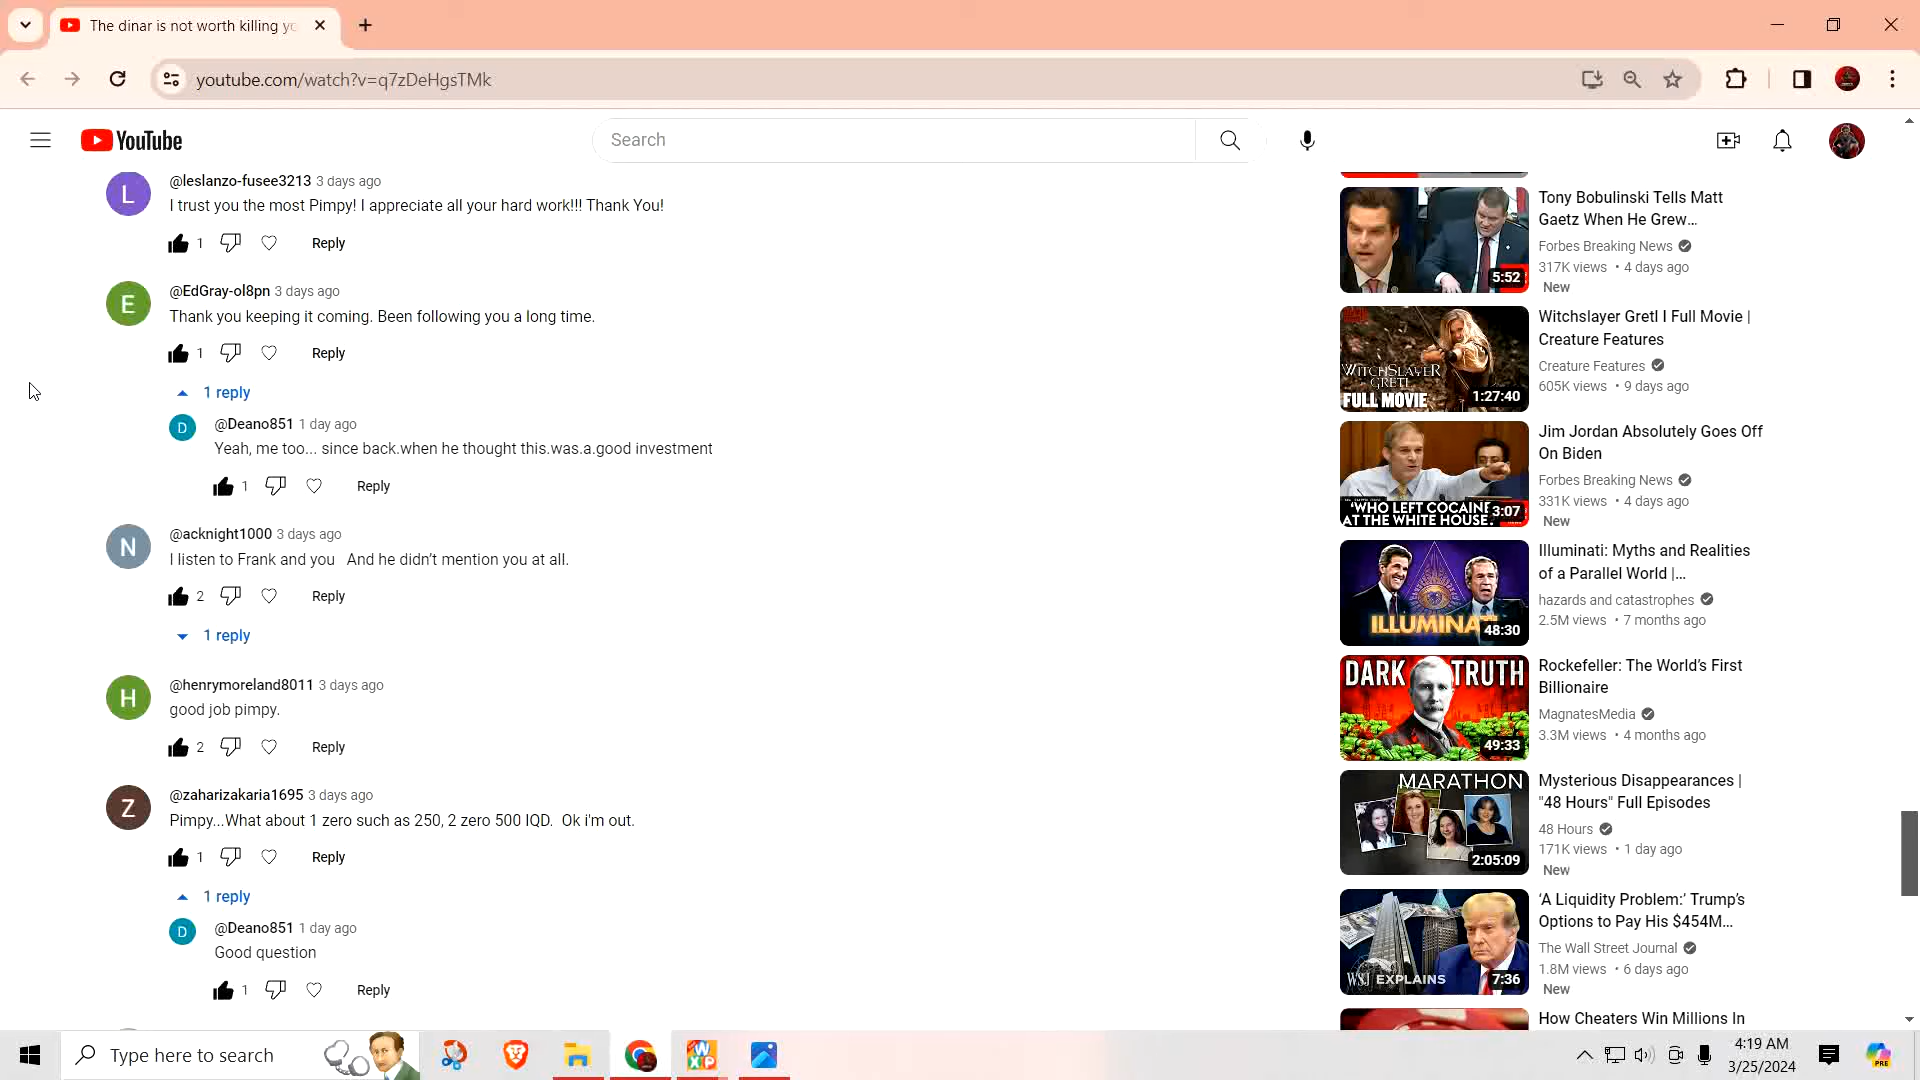 The dinar is not worth killing yo
youtube.com/watch?v=q7zDeHgsTMk
YouTube
Search
L
@leslanzo-fusee3213 3 days ago
I trust you the most Pimpy! I appreciate all your hard work!!! Thank You!
1
Reply
E
@EdGray-ol8pn 3 days ago
Thank you keeping it coming. Been following you a long time.
1
Reply
1 reply
D
@Deano851 1 day ago
Yeah, me too... since back.when he thought this.was.a.good investment
1
Reply
N
@acknight1000 3 days ago
I listen to Frank and you And he didn't mention you at all.
2
Reply
1 reply
H
@henrymoreland8011 3 days ago
good job pimpy.
2
Reply
Z
@zaharizakaria1695 3 days ago
Pimpy...What about 1 zero such as 250, 2 zero 500 IQD. Ok i'm out.
1
Reply
1 reply
D
@Deano851 1 day ago
Good question
1
Reply
5:52
Tony Bobulinski Tells Matt
Gaetz When He Grew...
Forbes Breaking News
317K views • 4 days ago
New
WITCHSLAYER
GRETL
FULL MOVIE
1:27:40
Witchslayer Gretl I Full Movie |
Creature Features
Creature Features
605K views • 9 days ago
'WHO LEFT COCAINE
AT THE WHITE HOUSE?'
3:07
Jim Jordan Absolutely Goes Off
On Biden
Forbes Breaking News
331K views • 4 days ago
New
ILLUMINA
48:30
Illuminati: Myths and Realities
of a Parallel World |...
hazards and catastrophes
2.5M views • 7 months ago
DARK TRUTH
49:33
Rockefeller: The World's First
Billionaire
MagnatesMedia
3.3M views • 4 months ago
MARATHON
2:05:09
Mysterious Disappearances |
"48 Hours" Full Episodes
48 Hours
171K views • 1 day ago
New
WSJ EXPLAINS
7:36
'A Liquidity Problem:' Trump's
Options to Pay His $454M...
The Wall Street Journal
1.8M views • 6 days ago
New
How Cheaters Win Millions In
Type here to search
W
XP
4:19 AM
3/25/2024
PRE